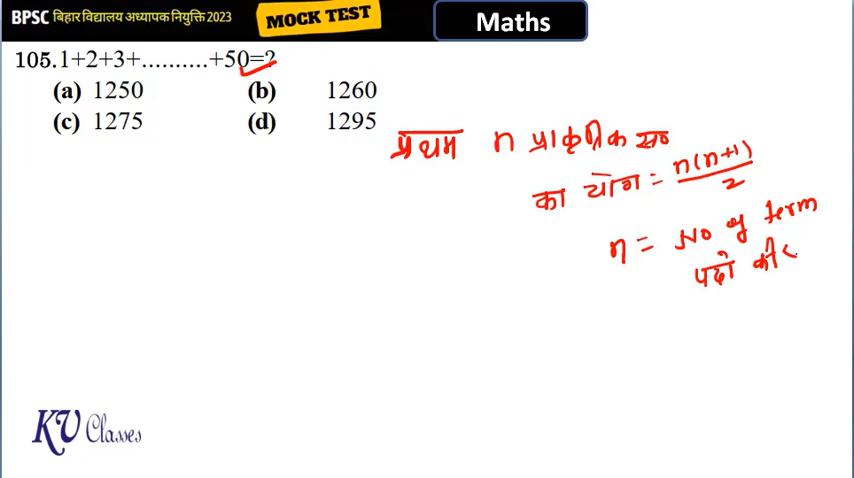 BPSC बिहार विद्यालय अध्यापक नियुक्ति 2023
MOCK TEST
Maths
105.1+2+3+..........+50=?
(a) 1250 (b) 1260
(c) 1275 (d) 1295
प्रथम n प्राकृतिक सं०
का योग = n(n+1)/2
n = No of term
पदों की
KV Classes